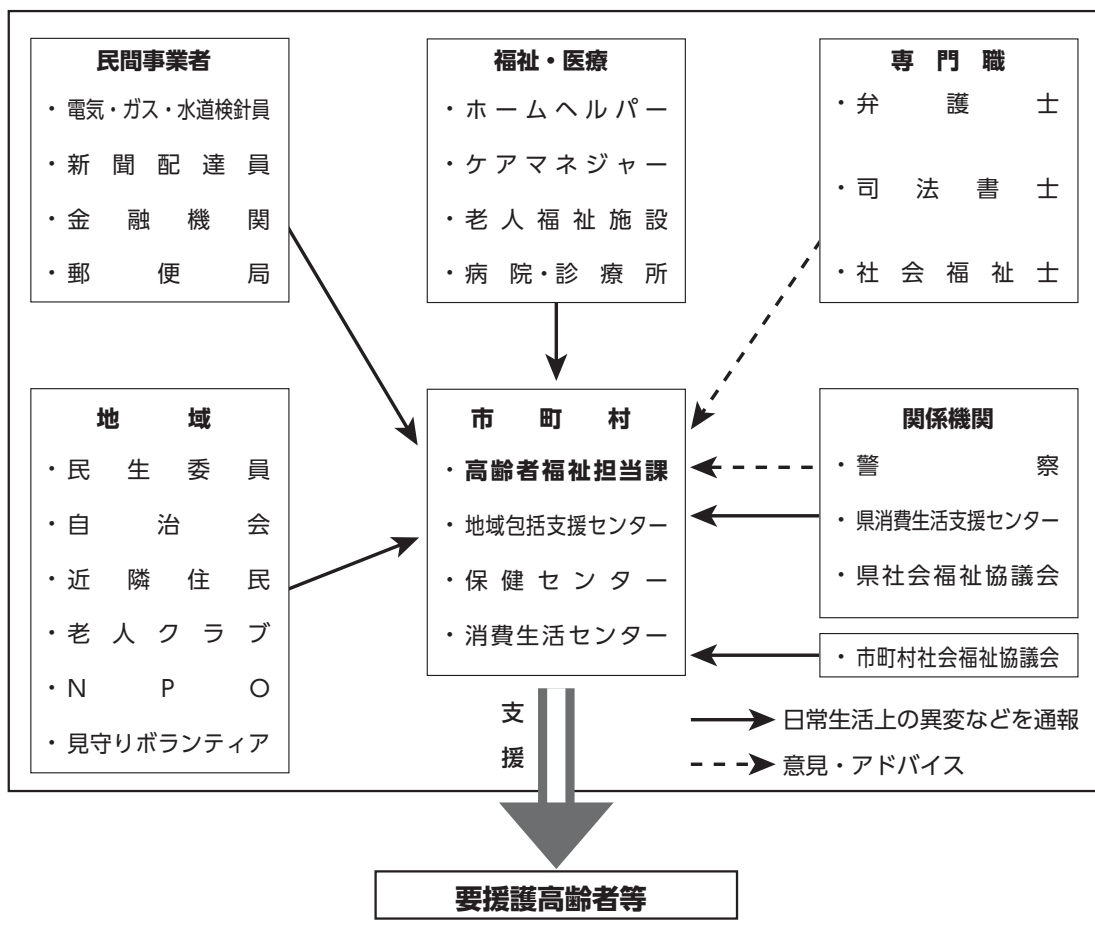 民間事業者
・電気・ガス・水道検針員
・新聞配達員
・金融機関
・郵便局
福祉・医療
・ホームヘルパー
・ケアマネジャー
・老人福祉施設
・病院・診療所
専門職
・弁護士
・司法書士
・社会福祉士
地域
・民生委員
・自治会
・近隣住民
・老人クラブ
・NPO
・見守りボランティア
市町村
・高齢者福祉担当課
・地域包括支援センター
・保健センター
・消費生活センター
関係機関
・警察
・県消費生活支援センター
・県社会福祉協議会
・市町村社会福祉協議会
支援
日常生活上の異変などを通報
意見・アドバイス
要援護高齢者等